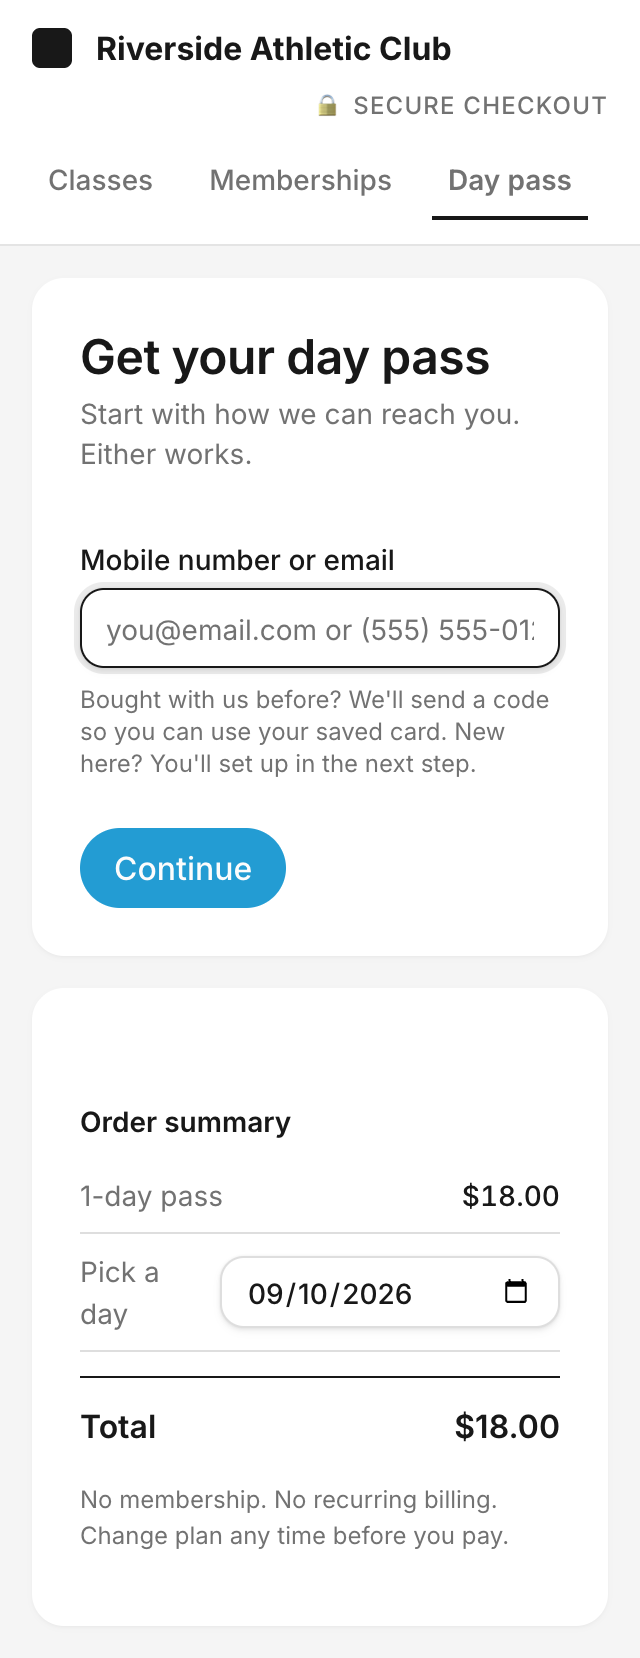 Riverside Athletic Club
SECURE CHECKOUT
Classes Memberships Day pass
Get your day pass
Start with how we can reach you.
Either works.
Mobile number or email
you@email.com or (555) 555-01
Bought with us before? We'll send a code
so you can use your saved card. New
here? You'll set up in the next step.
Continue
Order summary
1-day pass $18.00
Pick a
day
09/10/2026
Total $18.00
No membership. No recurring billing.
Change plan any time before you pay.